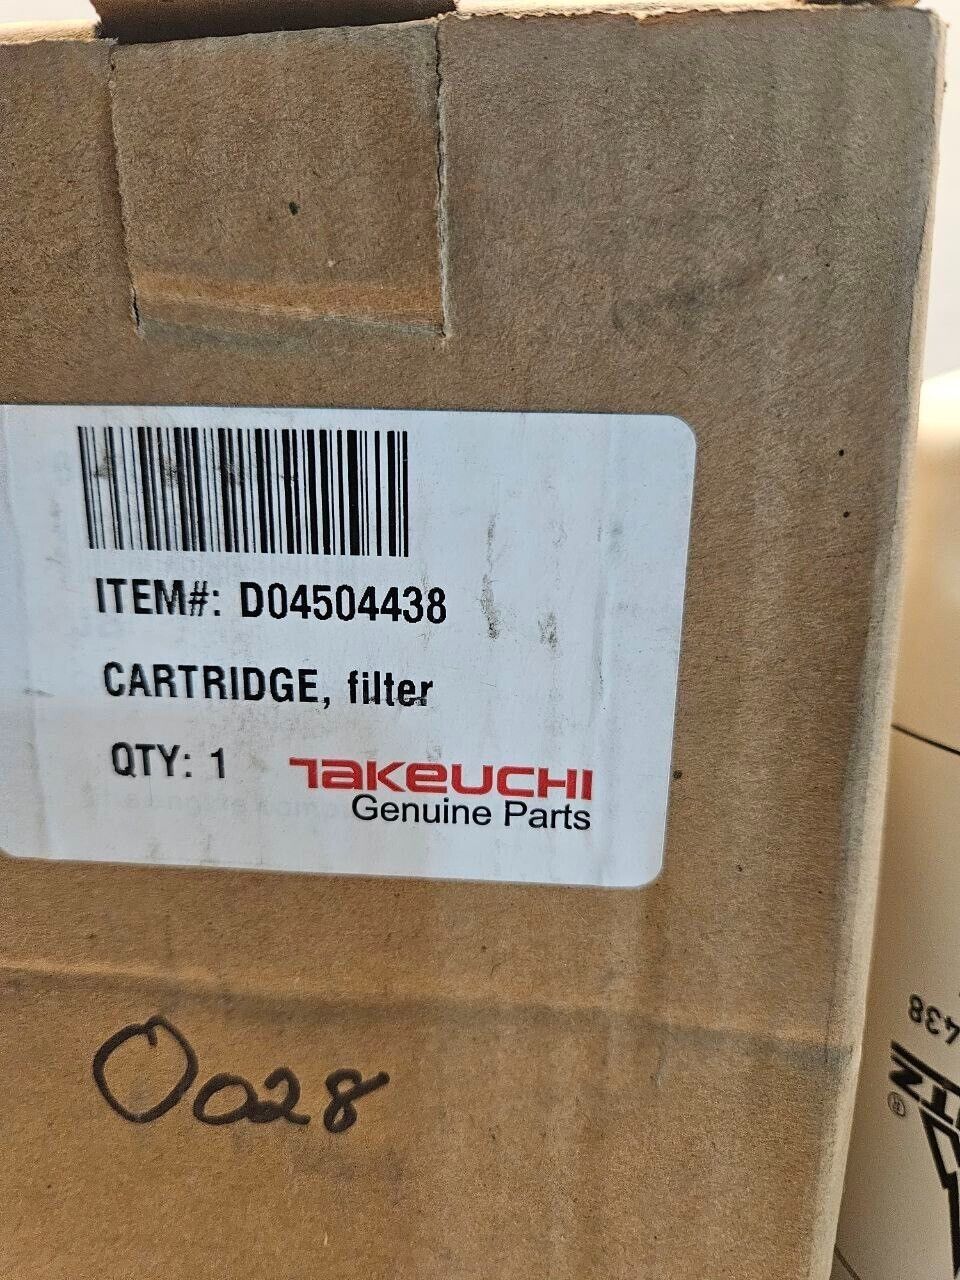 ITEM#: D04504438
CARTRIDGE, filter
QTY: 1
TAKEUCHI
Genuine Parts
0028
438